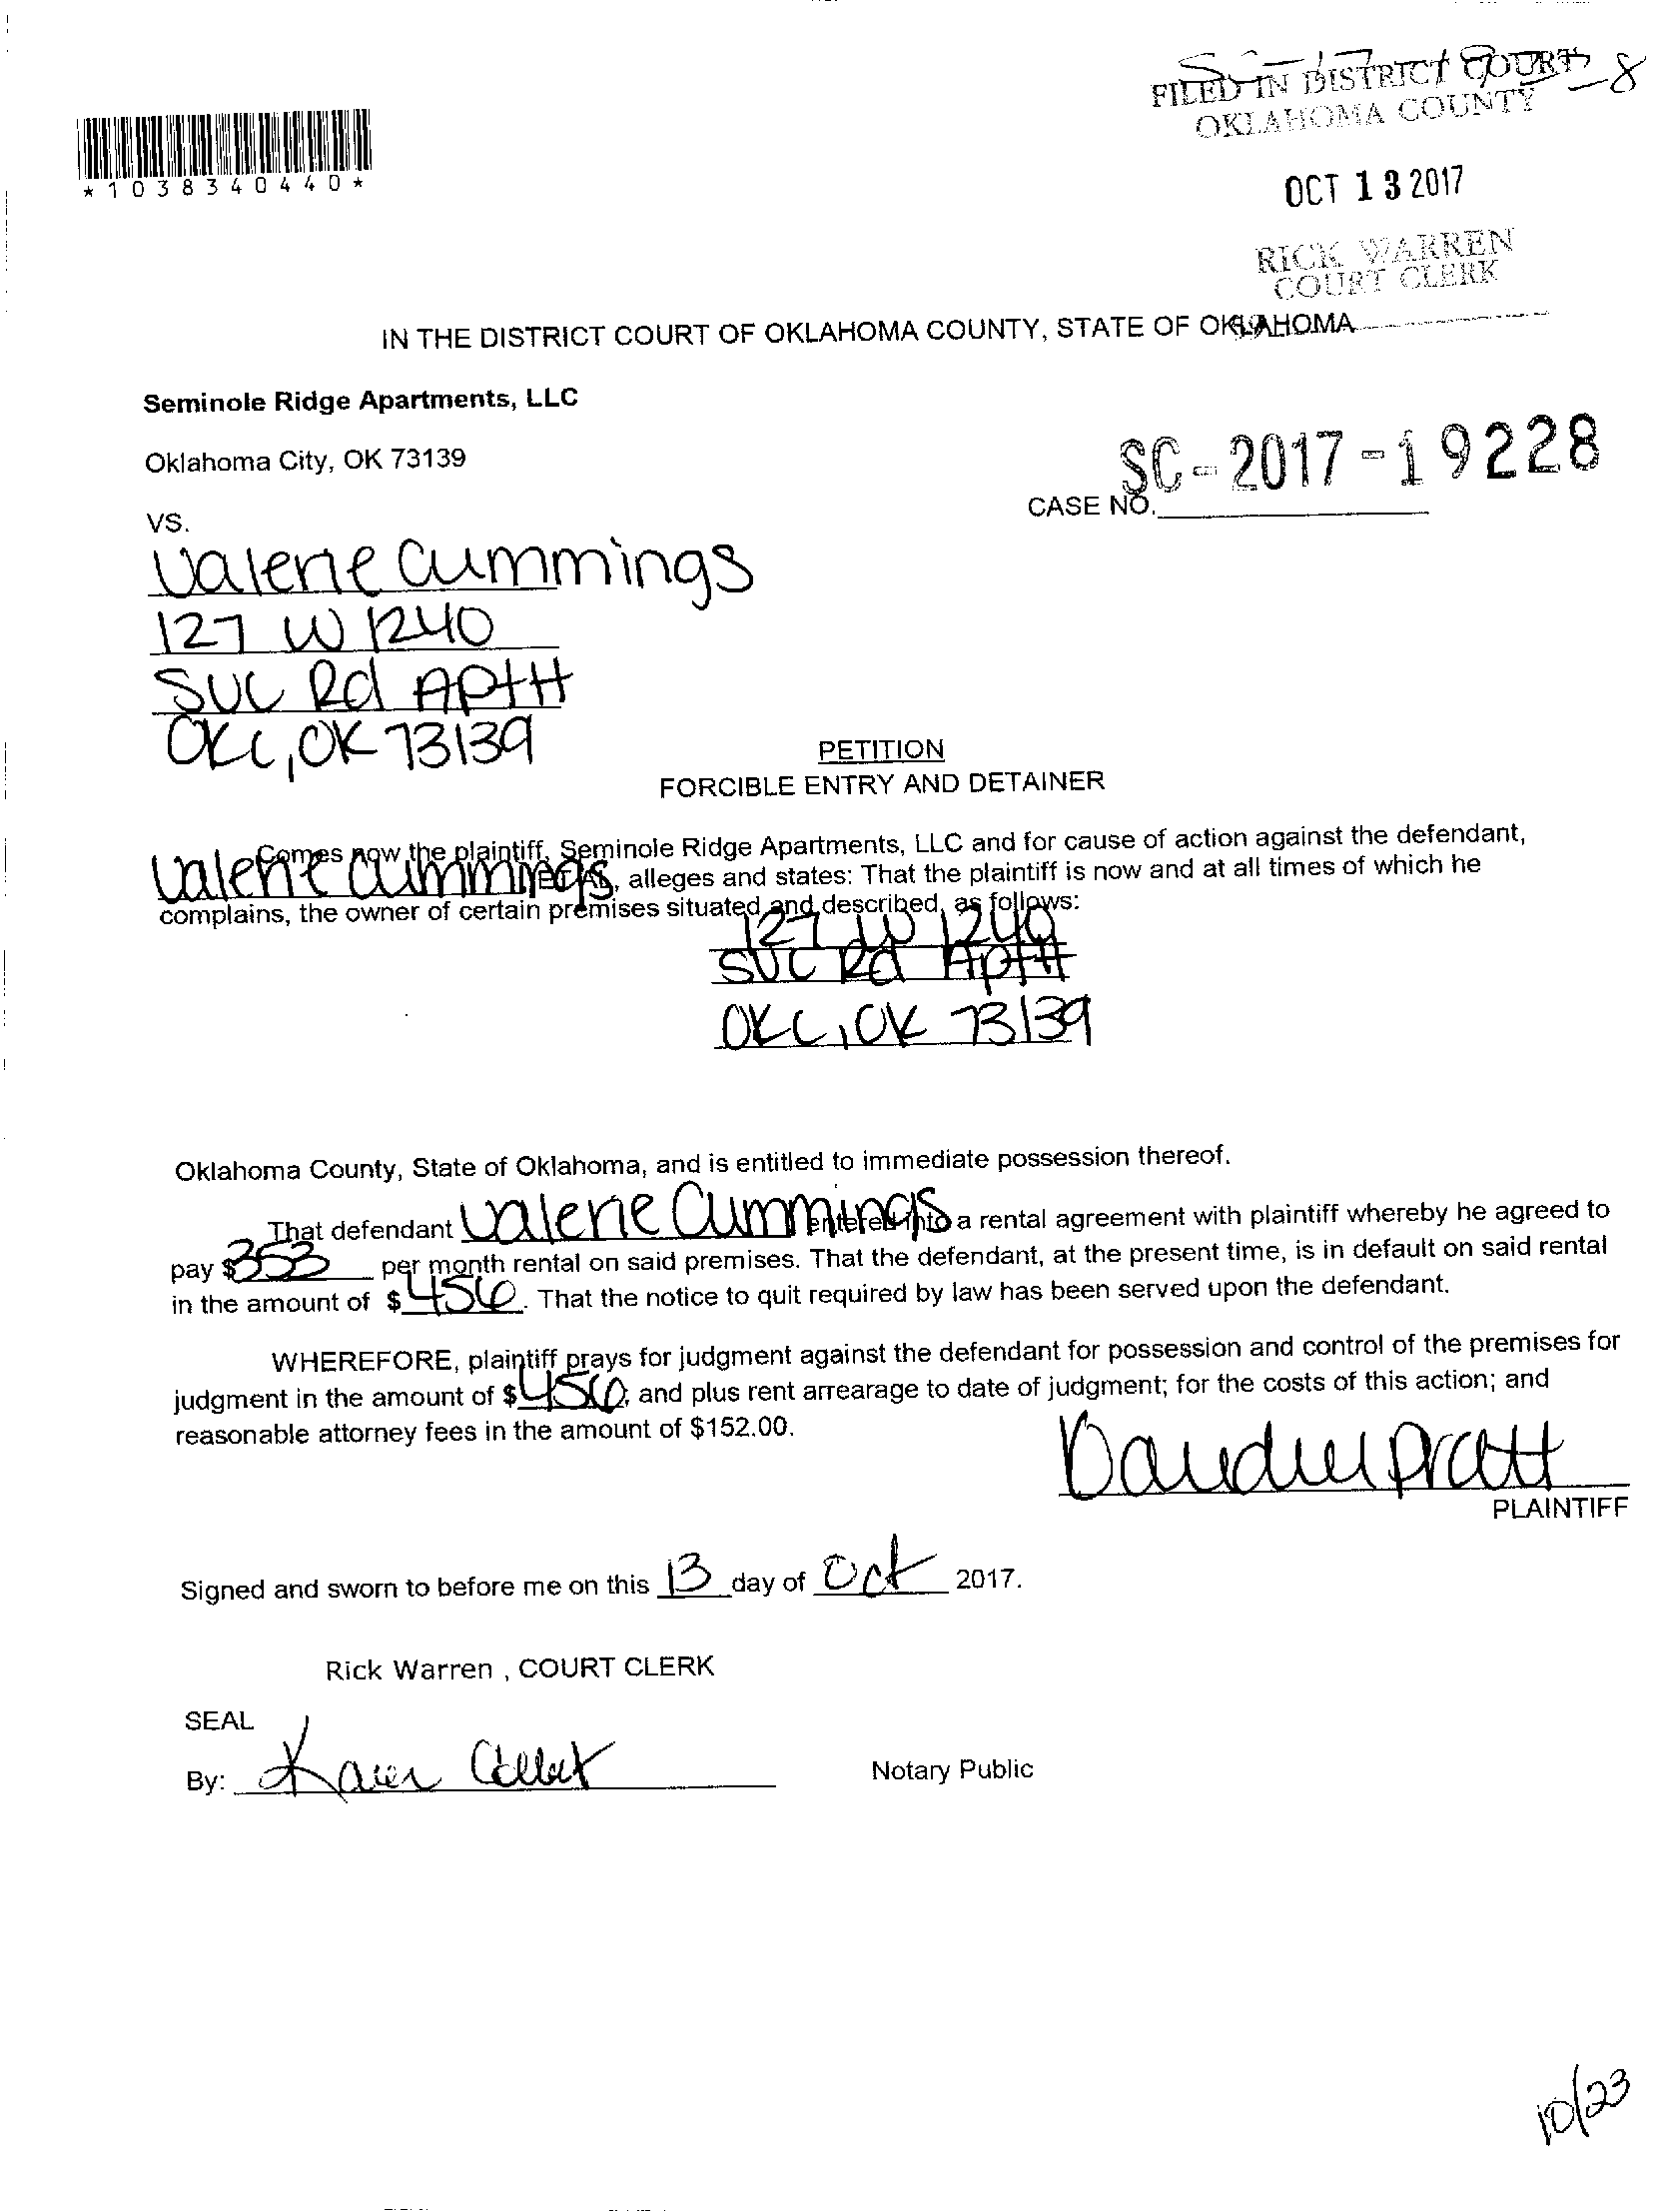 FILED IN DISTRICT COURT
OKLAHOMA COUNTY
*1038340440*
OCT 13 2017
RICK WARREN
COURT CLERK
IN THE DISTRICT COURT OF OKLAHOMA COUNTY, STATE OF OKLAHOMA
Seminole Ridge Apartments, LLC
Oklahoma City, OK 73139
SC-2017-19228
CASE NO.
VS.
Valerie Cummings
127 W 1240
SVC Rd Apt H
OKC, OK 73139
PETITION
FORCIBLE ENTRY AND DETAINER
Comes now the plaintiff, Seminole Ridge Apartments, LLC and for cause of action against the defendant,
Valerie Cummings ET AL, alleges and states: That the plaintiff is now and at all times of which he
complains, the owner of certain premises situated and described, as follows:
127 W 1240
SVC Rd Apt H
OKC, OK 73139
Oklahoma County, State of Oklahoma, and is entitled to immediate possession thereof.
That defendant Valerie Cummings entered into a rental agreement with plaintiff whereby he agreed to
pay $353 per month rental on said premises. That the defendant, at the present time, is in default on said rental
in the amount of $456. That the notice to quit required by law has been served upon the defendant.
WHEREFORE, plaintiff prays for judgment against the defendant for possession and control of the premises for
judgment in the amount of $456; and plus rent arrearage to date of judgment; for the costs of this action; and
reasonable attorney fees in the amount of $152.00.
Pratt
PLAINTIFF
Signed and sworn to before me on this 13 day of Oct 2017.
Rick Warren , COURT CLERK
SEAL
By: Karen
Notary Public
10/23